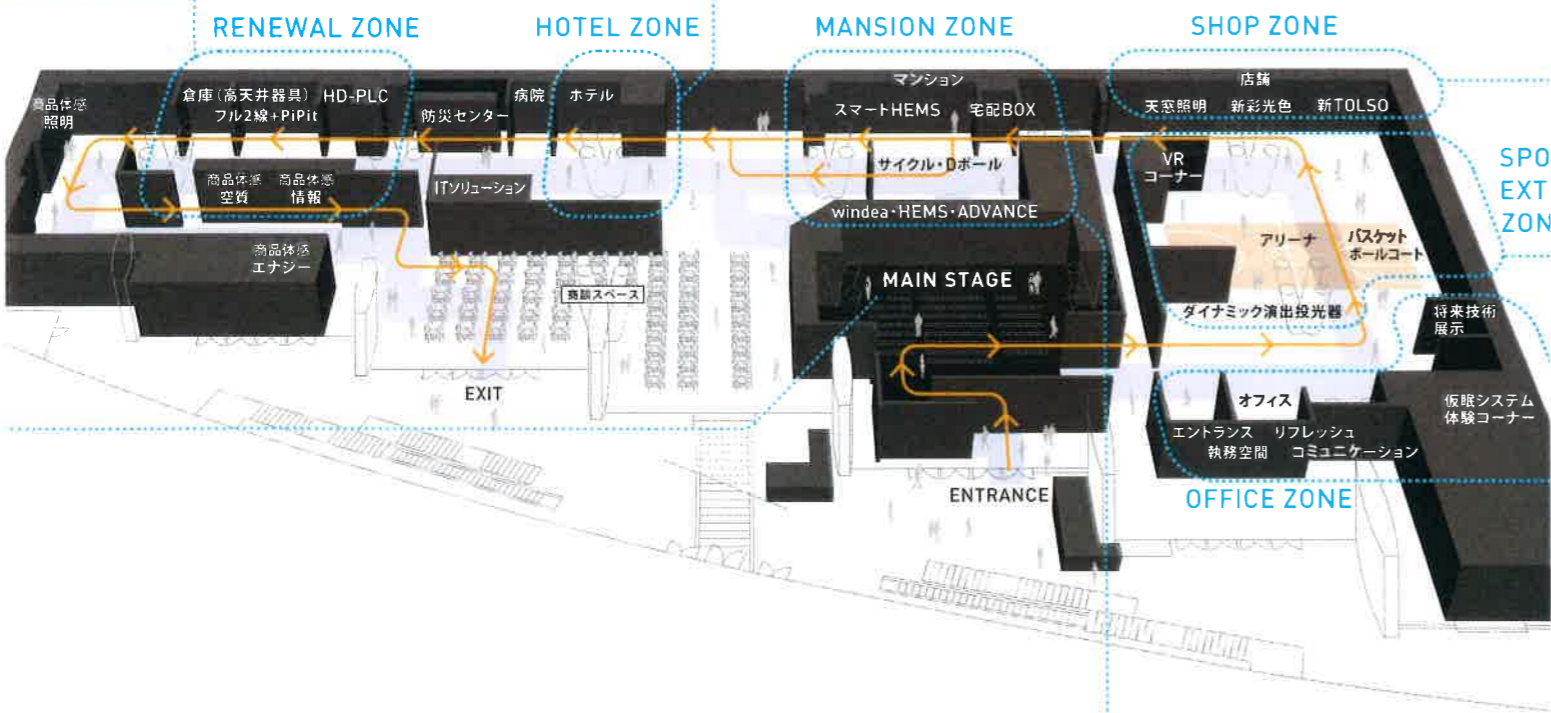 RENEWAL ZONE
HOTEL ZONE
MANSION ZONE
SHOP ZONE
商品体感
照明
倉庫(高天井器具)
フル2線+PiPit
HD-PLC
防災センター
病院
ホテル
マンション
スマートHEMS
宅配BOX
店舗
天窓照明
新彩光色
新TOLSO
商品体感
空質
商品体感
情報
ITソリューション
サイクル・Dポール
VR
コーナー
SPO
EXT
ZON
windea・HEMS・ADVANCE
商品体感
エナジー
アリーナ
バスケット
ボールコート
商談スペース
MAIN STAGE
ダイナミック演出投光器
将来技術
展示
EXIT
オフィス
仮眠システム
体験コーナー
エントランス
リフレッシュ
執務空間
コミュニケーション
ENTRANCE
OFFICE ZONE